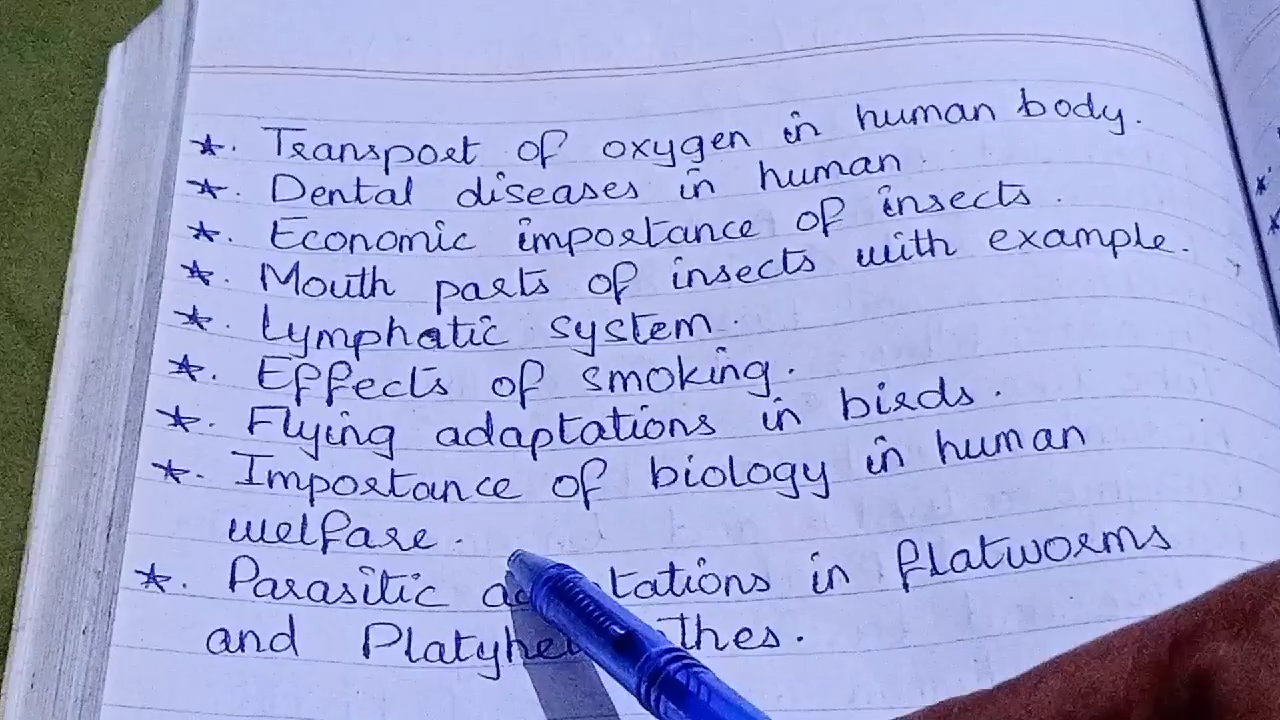 ★. Transport of oxygen in human body.
★. Dental diseases in human.
★. Economic importance of insects.
★. Mouth parts of insects with example.
★. Lymphatic system.
★. Effects of smoking.
★. Flying adaptations in birds.
★. Importance of biology in human
welfare.
★. Parasitic in flatworms
and